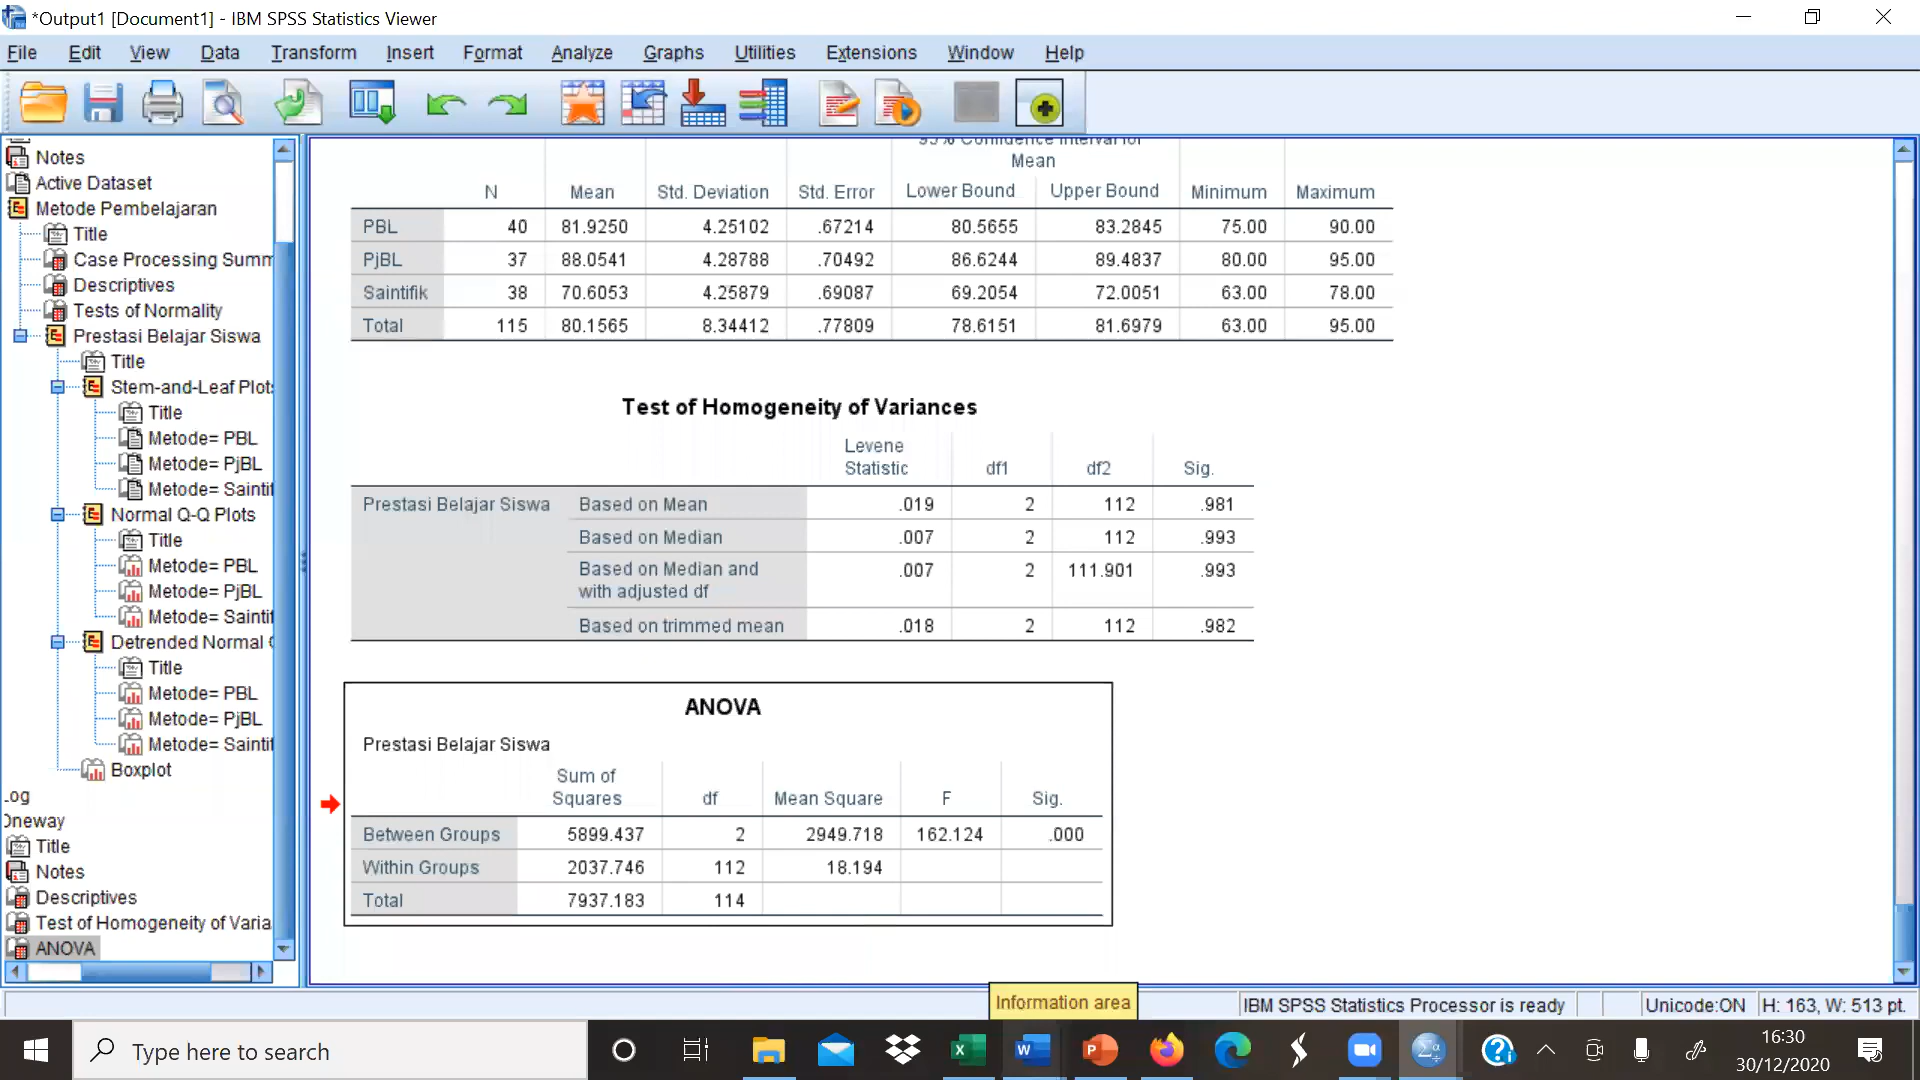 *Output1 [Document1] - IBM SPSS Statistics Viewer
File Edit View Data Transform Insert Format Analyze Graphs Utilities Extensions Window Help
Notes
Active Dataset
Metode Pembelajaran
Title
Case Processing Summ
Descriptives
Tests of Normality
Prestasi Belajar Siswa
Title
Stem-and-Leaf Plots
Title
Metode= PBL
Metode= PjBL
Metode= Saintif
Normal Q-Q Plots
Title
Metode= PBL
Metode= PjBL
Metode= Saintif
Detrended Normal
Title
Metode= PBL
Metode= PjBL
Metode= Saintif
Boxplot
Log
Oneway
Title
Notes
Descriptives
Test of Homogeneity of Varia
ANOVA
95% Confidence Interval for
Mean
N Mean Std. Deviation Std. Error Lower Bound Upper Bound Minimum Maximum
PBL 40 81.9250 4.25102 .67214 80.5655 83.2845 75.00 90.00
PjBL 37 88.0541 4.28788 .70492 86.6244 89.4837 80.00 95.00
Saintifik 38 70.6053 4.25879 .69087 69.2054 72.0051 63.00 78.00
Total 115 80.1565 8.34412 .77809 78.6151 81.6979 63.00 95.00
Test of Homogeneity of Variances
Levene
Statistic df1 df2 Sig.
Prestasi Belajar Siswa Based on Mean .019 2 112 .981
Based on Median .007 2 112 .993
Based on Median and .007 2 111.901 .993
with adjusted df
Based on trimmed mean .018 2 112 .982
ANOVA
Prestasi Belajar Siswa
Sum of
Squares df Mean Square F Sig.
Between Groups 5899.437 2 2949.718 162.124 .000
Within Groups 2037.746 112 18.194
Total 7937.183 114
Information area
IBM SPSS Statistics Processor is ready Unicode:ON H: 163, W: 513 pt.
Type here to search
16:30
30/12/2020